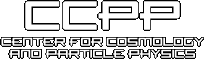 CCPP
CENTER FOR COSMOLOGY
AND PARTICLE PHYSICS